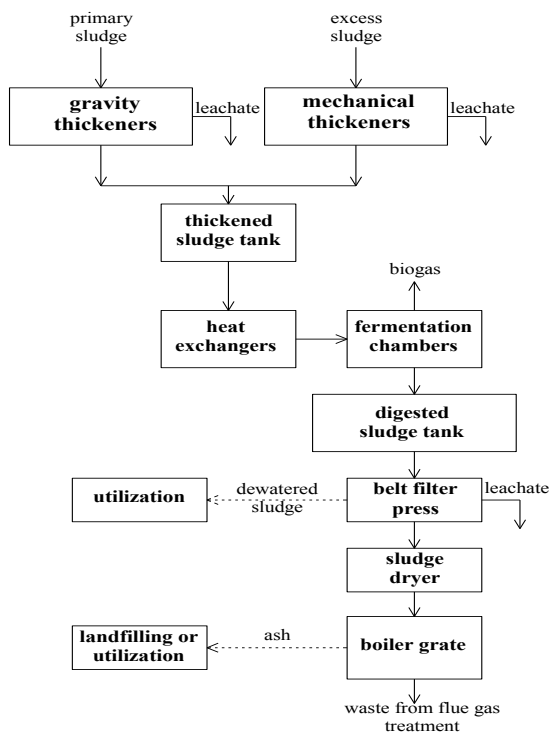 primary
sludge
excess
sludge
gravity
thickeners
leachate
mechanical
thickeners
leachate
thickened
sludge tank
biogas
heat
exchangers
fermentation
chambers
digested
sludge tank
utilization
dewatered
sludge
belt filter
press
leachate
sludge
dryer
landfilling or
utilization
ash
boiler grate
waste from flue gas
treatment